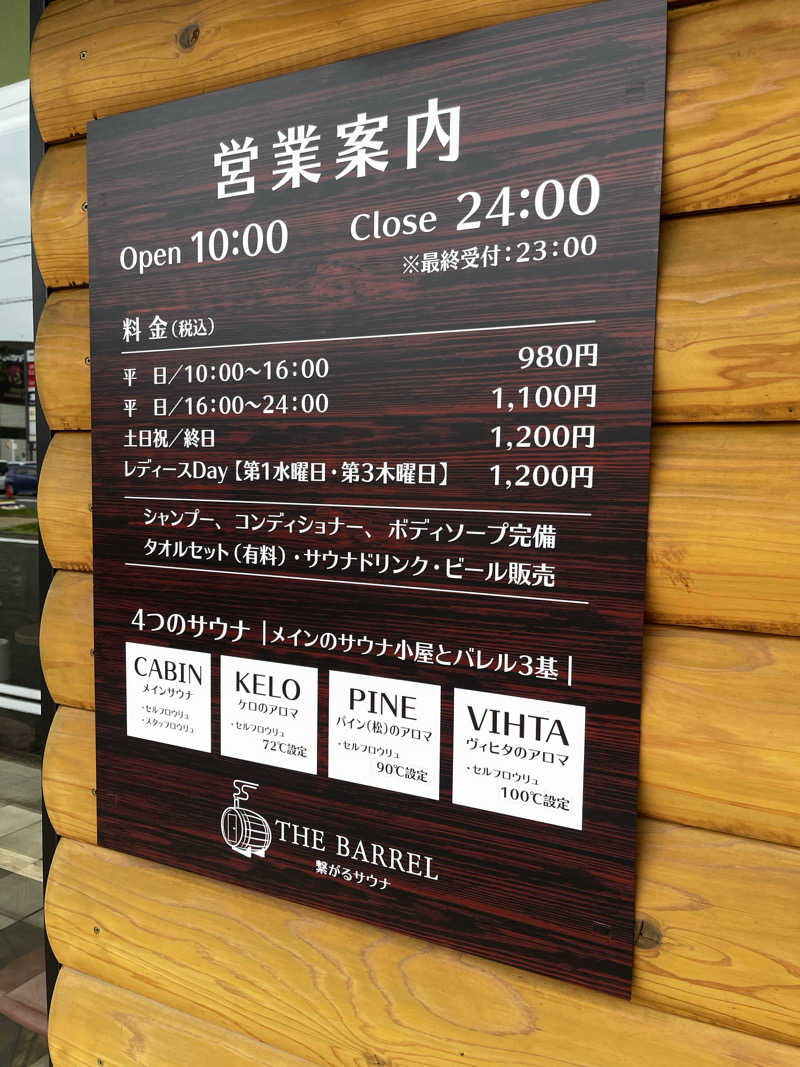 営業案内
Open 10:00 Close 24:00
※最終受付：23:00
料金(税込)
平 日／10:00〜16:00 980円
平 日／16:00〜24:00 1,100円
土日祝／終日 1,200円
レディースDay【第1水曜日・第3木曜日】 1,200円
シャンプー、コンディショナー、ボディソープ完備
タオルセット(有料)・サウナドリンク・ビール販売
4つのサウナ |メインのサウナ小屋とバレル3基|
CABIN
メインサウナ
・セルフロウリュ
・スタッフロウリュ
KELO
ケロのアロマ
・セルフロウリュ
72℃設定
PINE
パイン(松)のアロマ
・セルフロウリュ
90℃設定
VIHTA
ヴィヒタのアロマ
・セルフロウリュ
100℃設定
THE BARREL
繋がるサウナ